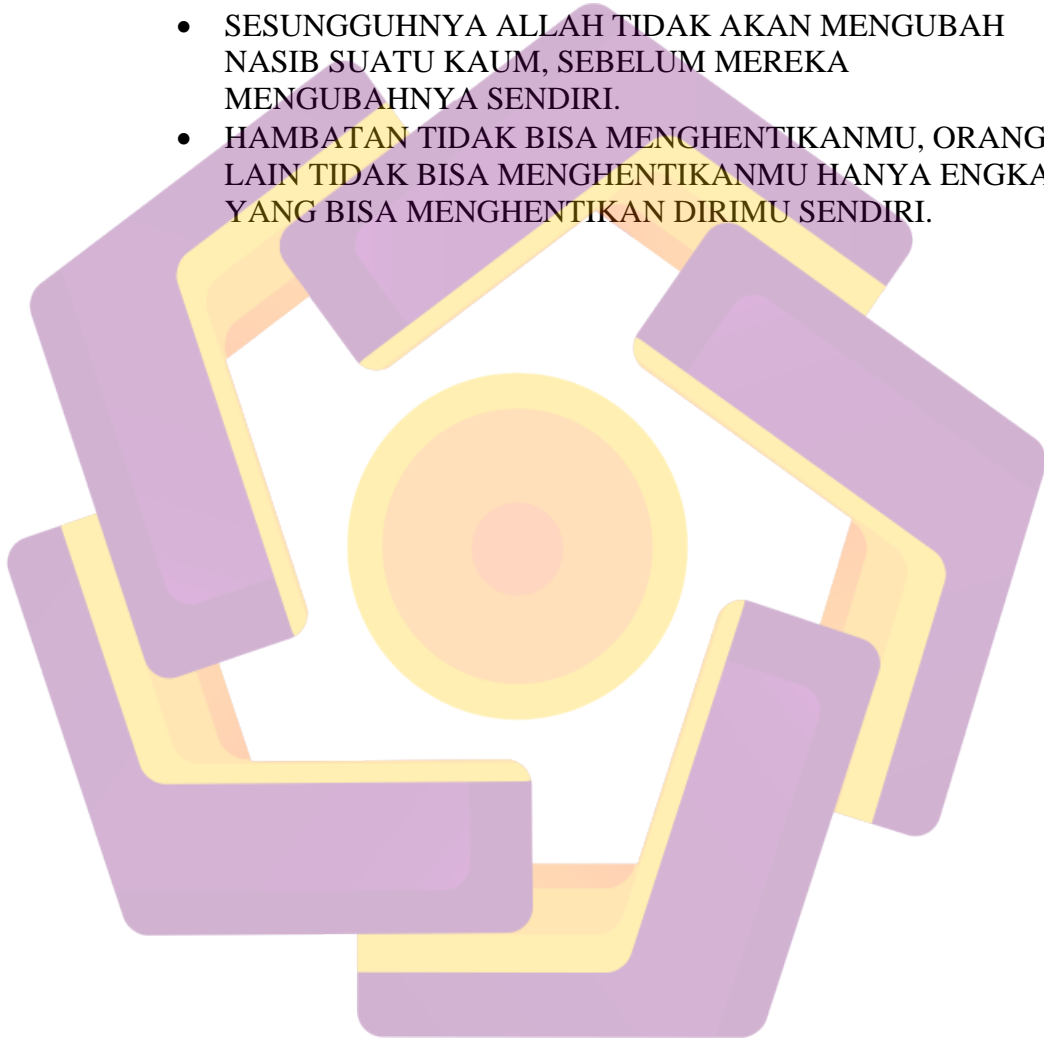 • SESUNGGUHNYA ALLAH TIDAK AKAN MENGUBAH
NASIB SUATU KAUM, SEBELUM MEREKA
MENGUBAHNYA SENDIRI.
• HAMBATAN TIDAK BISA MENGHENTIKANMU, ORANG
LAIN TIDAK BISA MENGHENTIKANMU HANYA ENGKA
YANG BISA MENGHENTIKAN DIRIMU SENDIRI.